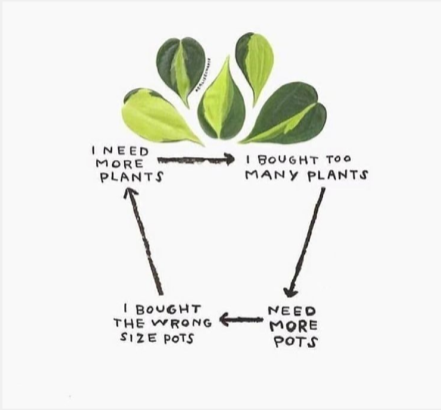 I NEED
MORE
PLANTS
I BOUGHT TOO
MANY PLANTS
NEED
MORE
POTS
I BOUGHT
THE WRONG
SIZE POTS